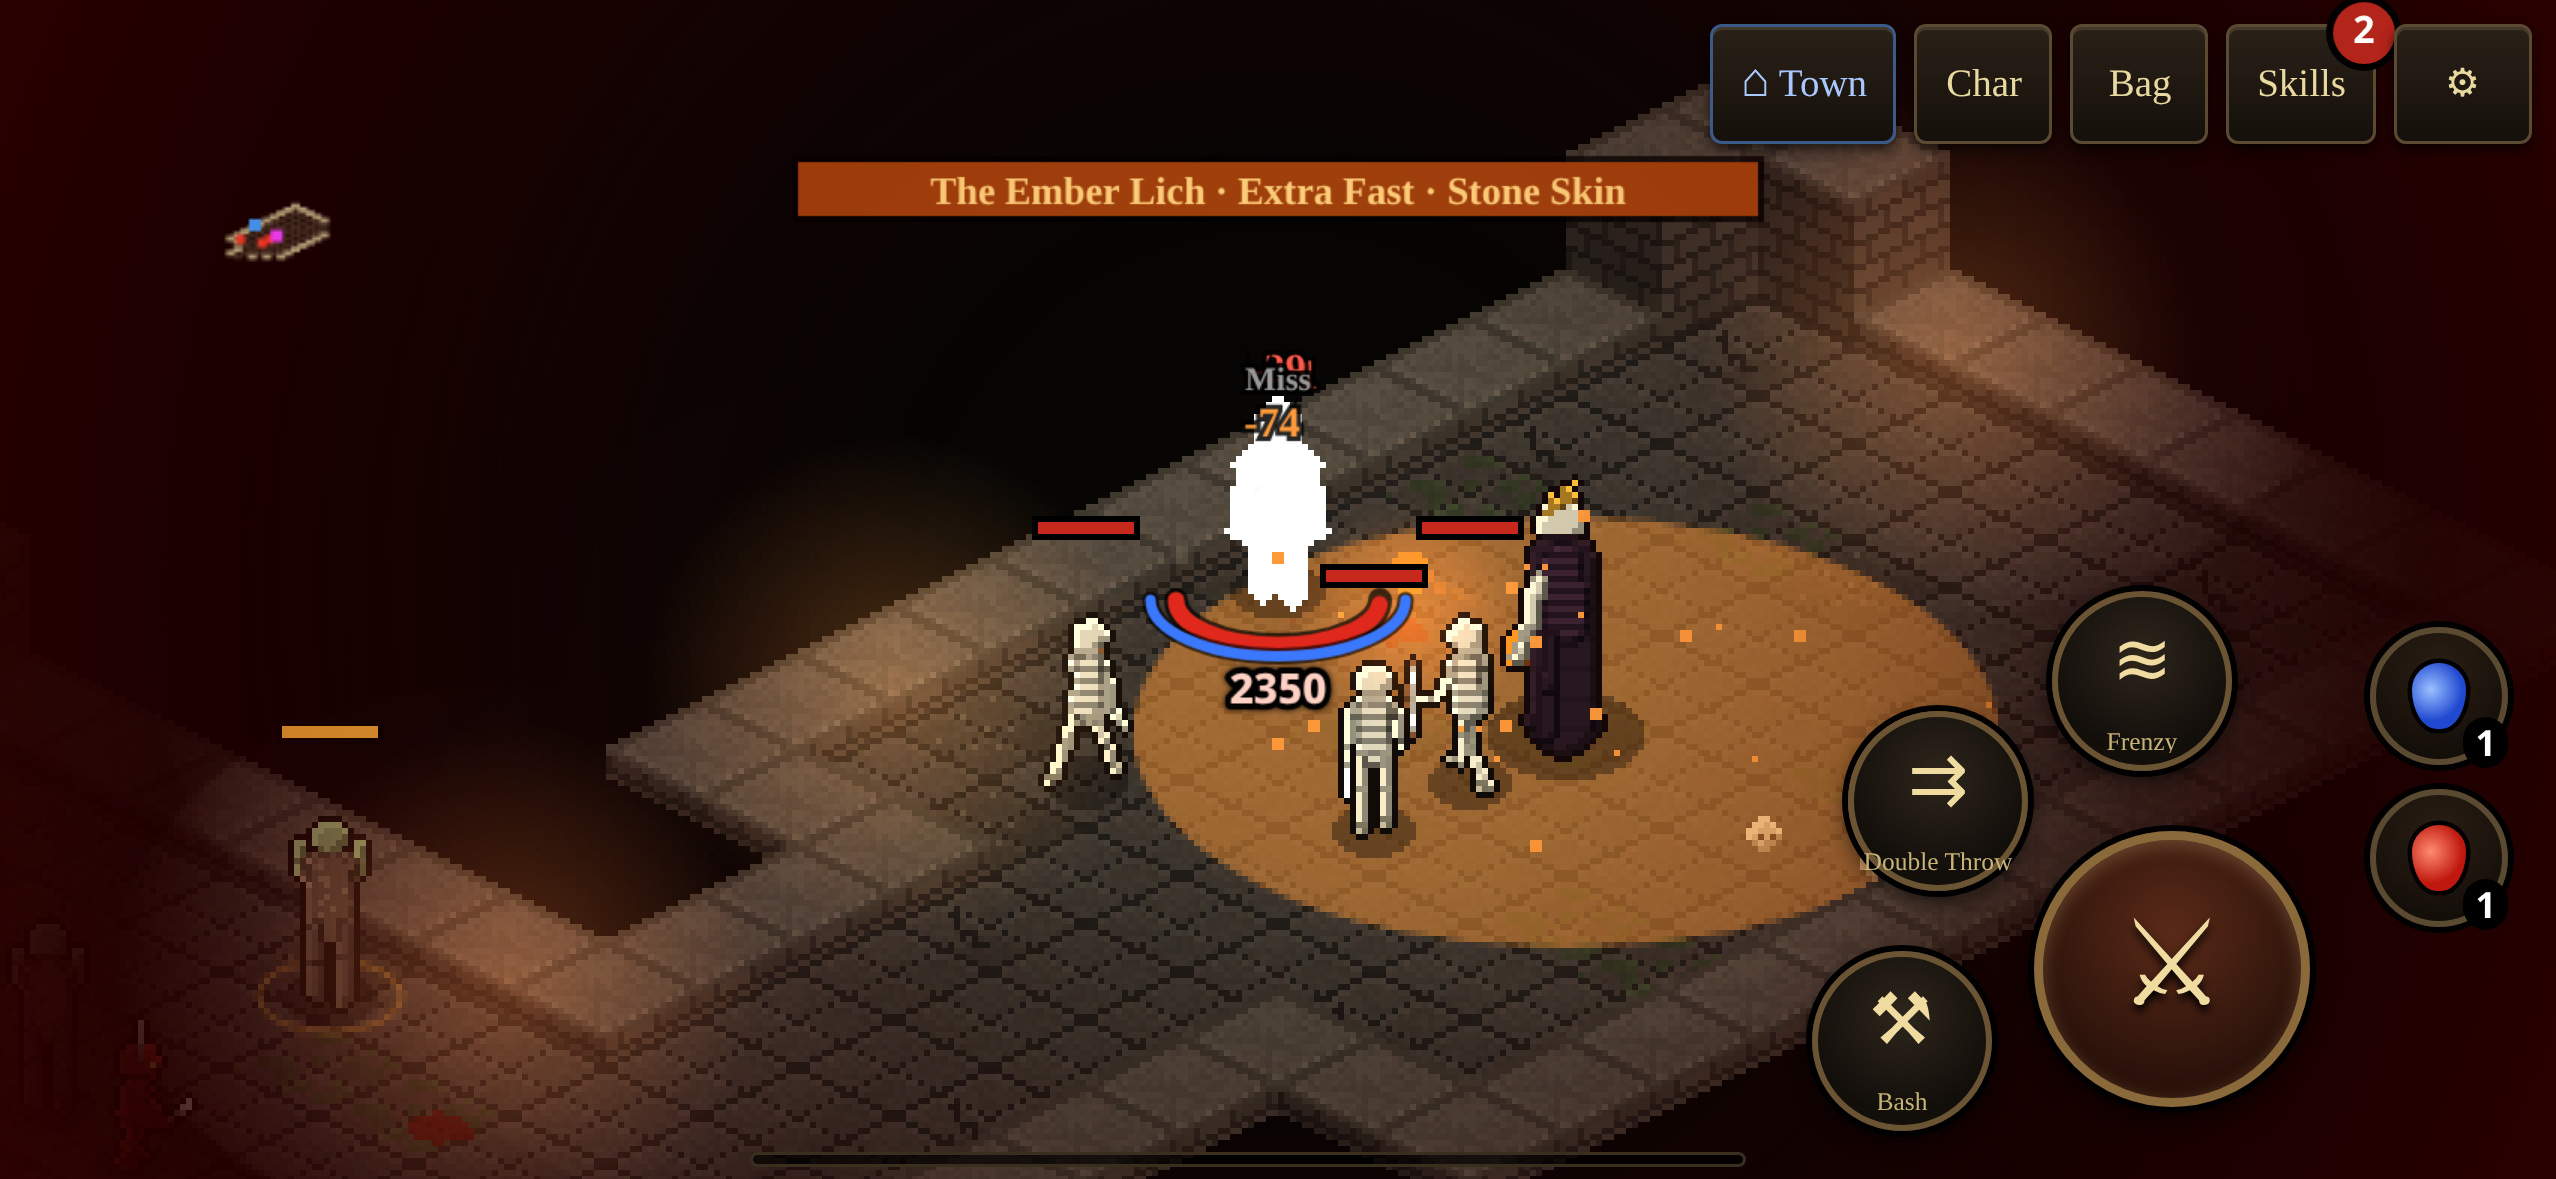 2
Town
Char
Bag
Skills
The Ember Lich · Extra Fast · Stone Skin
Miss
-74
2350
Frenzy
1
Double Throw
1
Bash